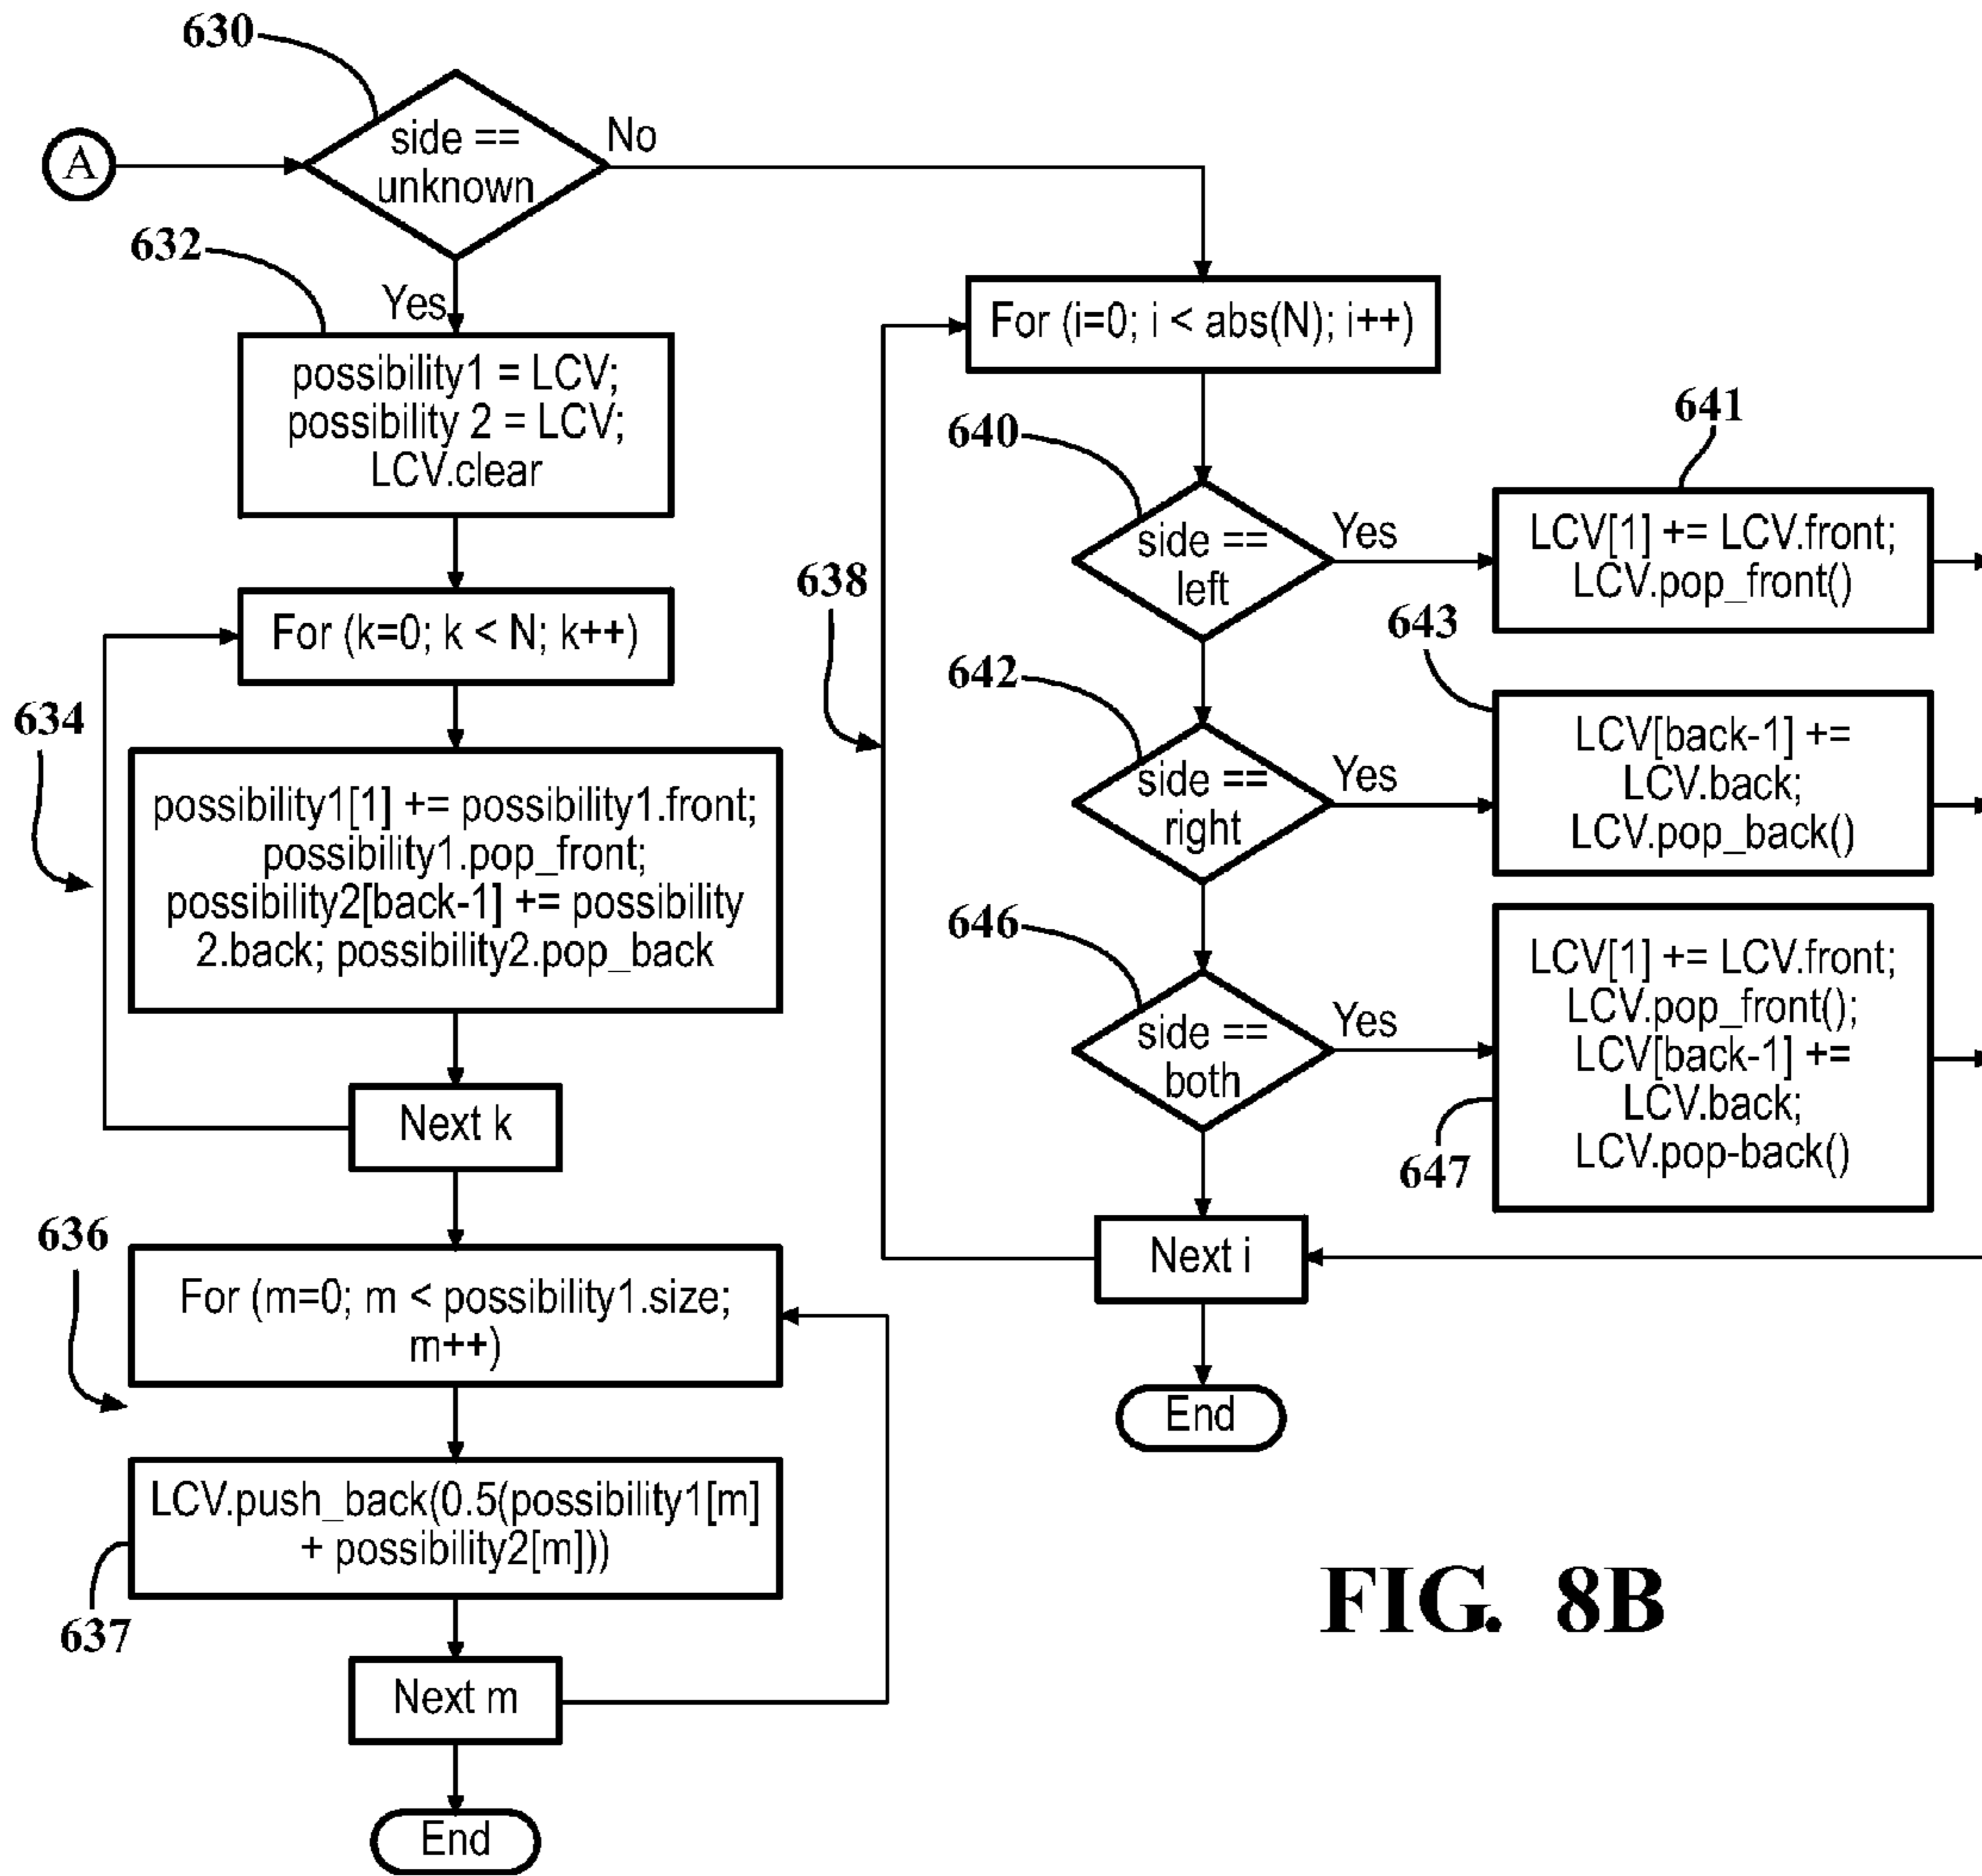 630
A
side ==
unknown
No
632
Yes
possibility1 = LCV;
possibility 2 = LCV;
LCV.clear
For (k=0; k < N; k++)
634
possibility1[1] += possibility1.front;
possibility1.pop_front;
possibility2[back-1] += possibility
2.back; possibility2.pop_back
Next k
636
For (m=0; m < possibility1.size;
m++)
LCV.push_back(0.5(possibility1[m]
+ possibility2[m]))
637
Next m
End
For (i=0; i < abs(N); i++)
638
640
side ==
left
Yes
641
LCV[1] += LCV.front;
LCV.pop_front()
642
side ==
right
Yes
643
LCV[back-1] +=
LCV.back;
LCV.pop_back()
646
side ==
both
Yes
LCV[1] += LCV.front;
LCV.pop_front();
LCV[back-1] +=
LCV.back;
LCV.pop-back()
647
Next i
End
FIG. 8B